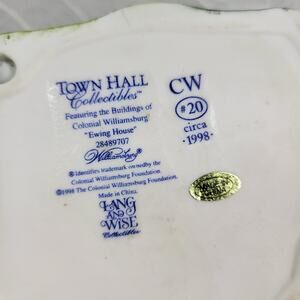 TOWN HALL
Collectibles™
Featuring the Buildings of
Colonial Williamsburg®
"Ewing House"
28489707
Williamsburg®
® Identifies trademark owned by the
Colonial Williamsburg Foundation.
©1998 The Colonial Williamsburg Foundation.
Made in China.
LANG
AND
WISE
Collectibles
CW
#20
circa
-1998-